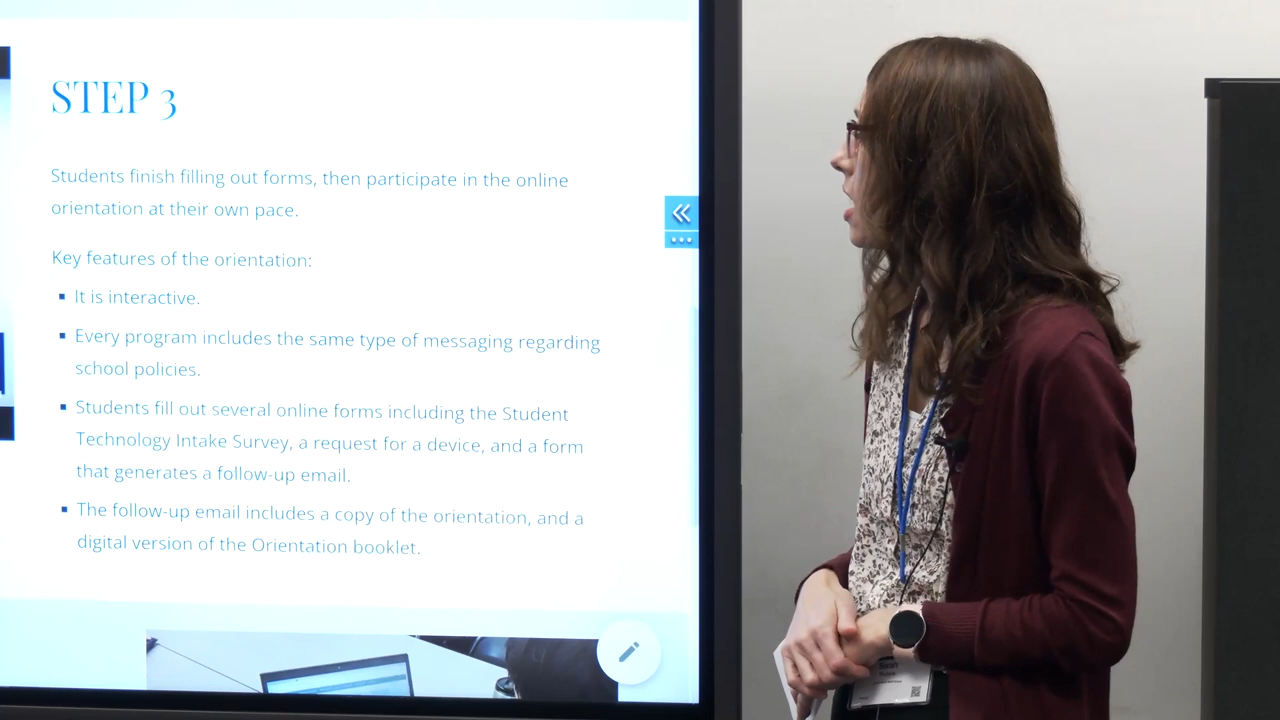 STEP 3
Students finish filling out forms, then participate in the online
orientation at their own pace.
Key features of the orientation:
▪ It is interactive.
▪ Every program includes the same type of messaging regarding
school policies.
▪ Students fill out several online forms including the Student
Technology Intake Survey, a request for a device, and a form
that generates a follow-up email.
▪ The follow-up email includes a copy of the orientation, and a
digital version of the Orientation booklet.
Sarah